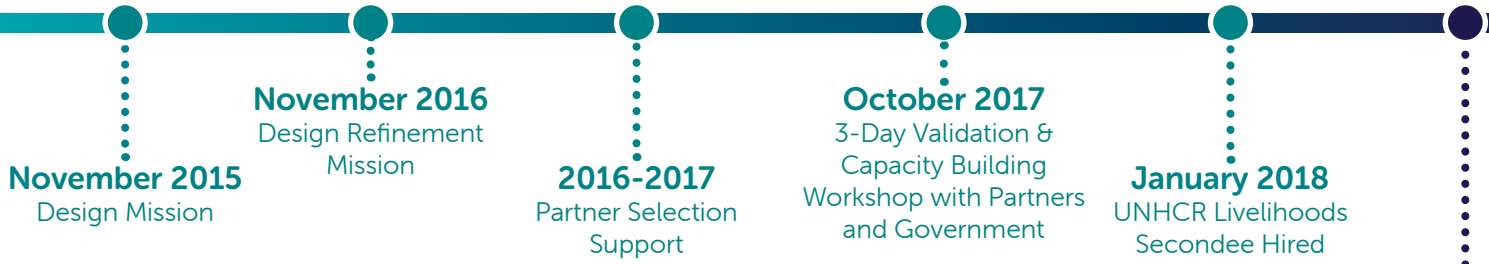 November 2015
Design Mission
November 2016
Design Refinement
Mission
2016-2017
Partner Selection
Support
October 2017
3-Day Validation &
Capacity Building
Workshop with Partners
and Government
January 2018
UNHCR Livelihoods
Secondee Hired